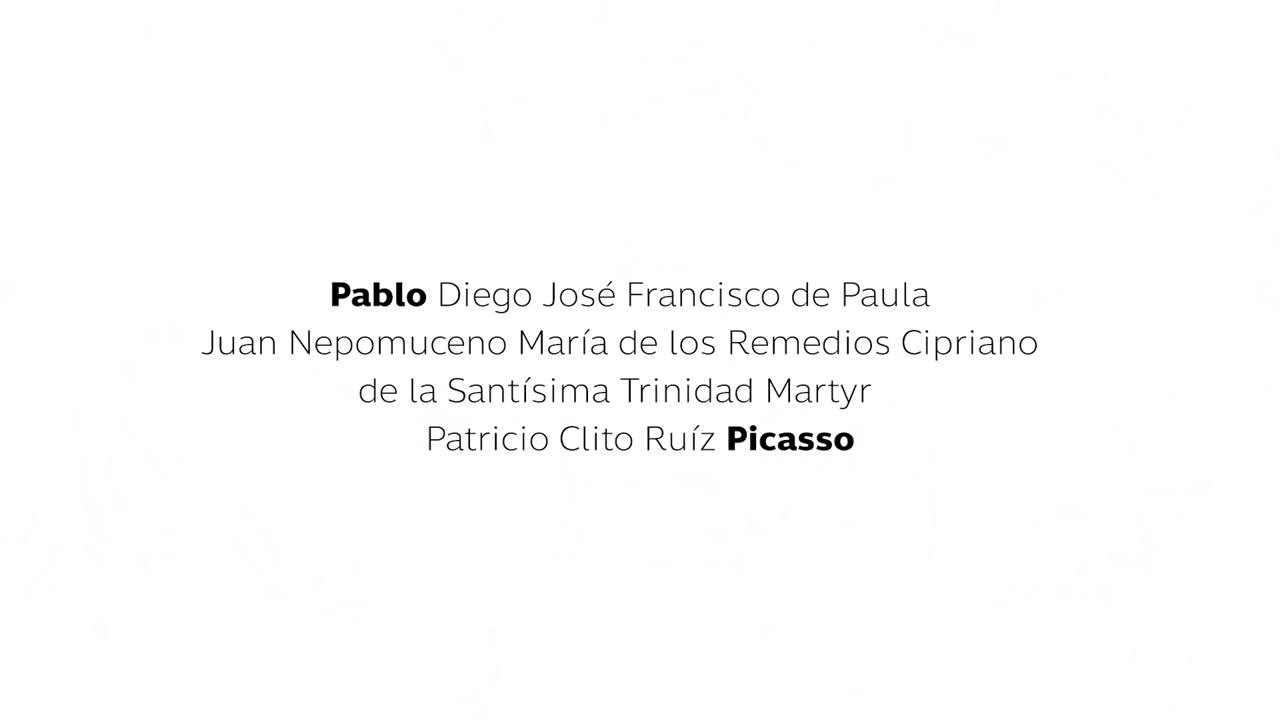 Pablo Diego José Francisco de Paula
Juan Nepomuceno María de los Remedios Cipriano
de la Santísima Trinidad Martyr
Patricio Clito Ruíz Picasso